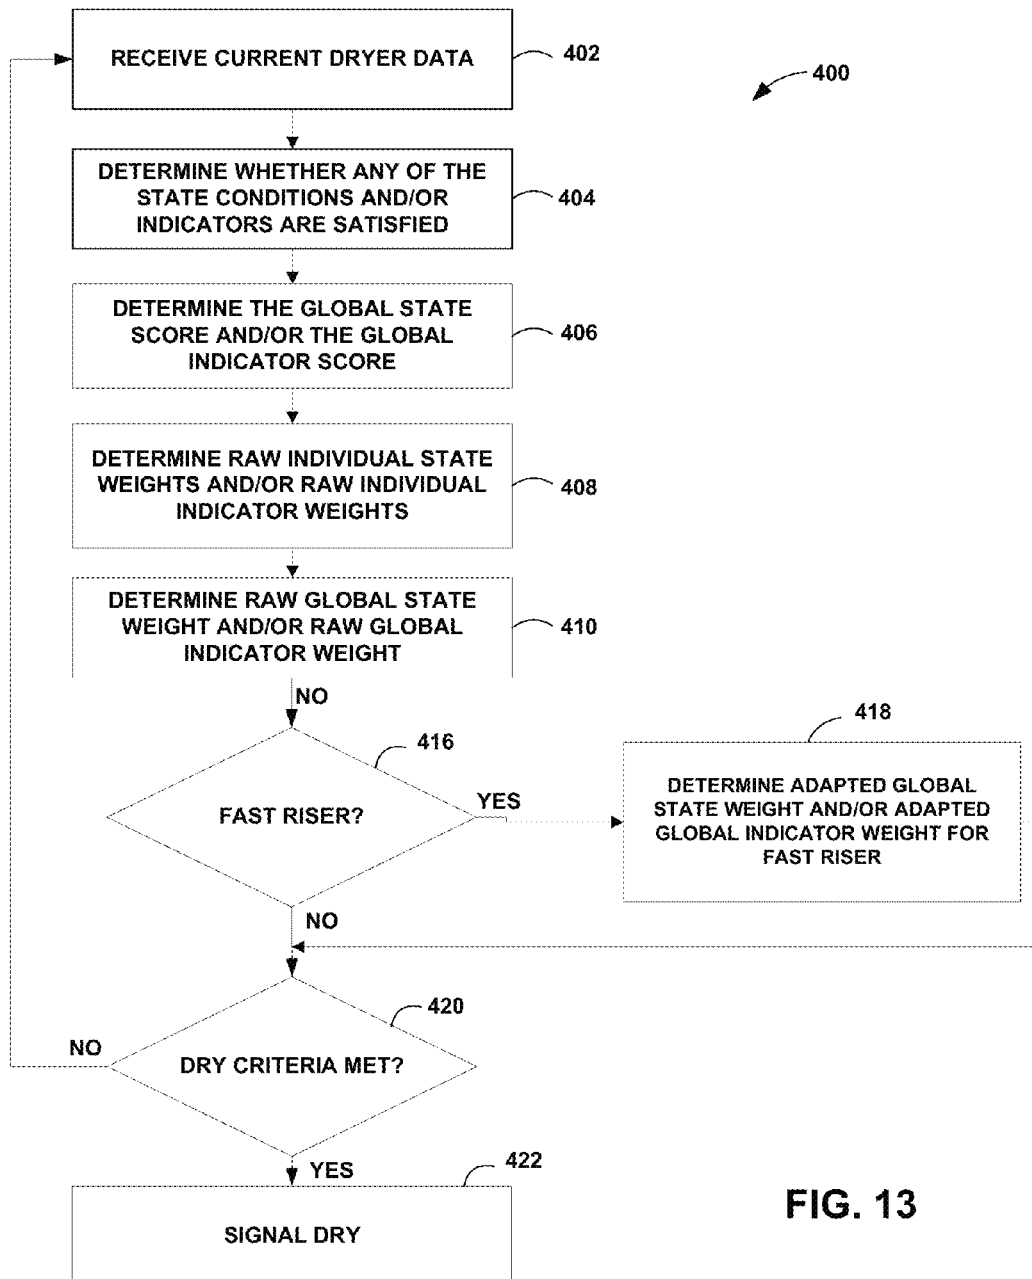 RECEIVE CURRENT DRYER DATA
402
400
DETERMINE WHETHER ANY OF THE
STATE CONDITIONS AND/OR
INDICATORS ARE SATISFIED
404
DETERMINE THE GLOBAL STATE
SCORE AND/OR THE GLOBAL
INDICATOR SCORE
406
DETERMINE RAW INDIVIDUAL STATE
WEIGHTS AND/OR RAW INDIVIDUAL
INDICATOR WEIGHTS
408
DETERMINE RAW GLOBAL STATE
WEIGHT AND/OR RAW GLOBAL
INDICATOR WEIGHT
410
NO
416
FAST RISER?
YES
418
DETERMINE ADAPTED GLOBAL
STATE WEIGHT AND/OR ADAPTED
GLOBAL INDICATOR WEIGHT FOR
FAST RISER
NO
420
DRY CRITERIA MET?
NO
YES
422
SIGNAL DRY
FIG. 13